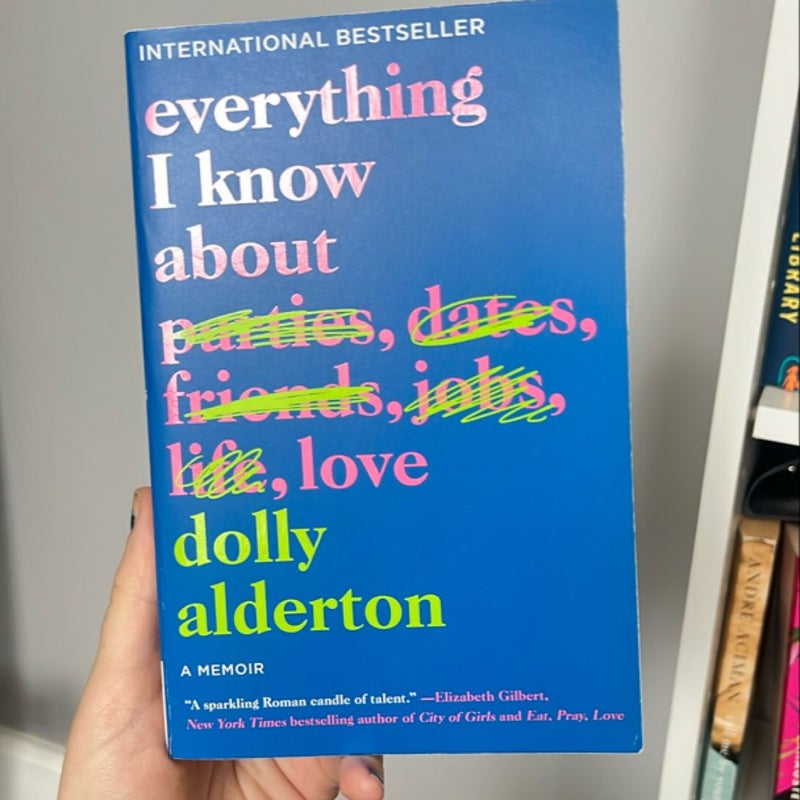 INTERNATIONAL BESTSELLER
everything
I know
about
parties, dates,
friends, jobs,
life, love
dolly
alderton
A MEMOIR
“A sparkling Roman candle of talent.” —Elizabeth Gilbert,
New York Times bestselling author of City of Girls and Eat, Pray, Love
LIBRARY
ANDRÉ ACIMAN